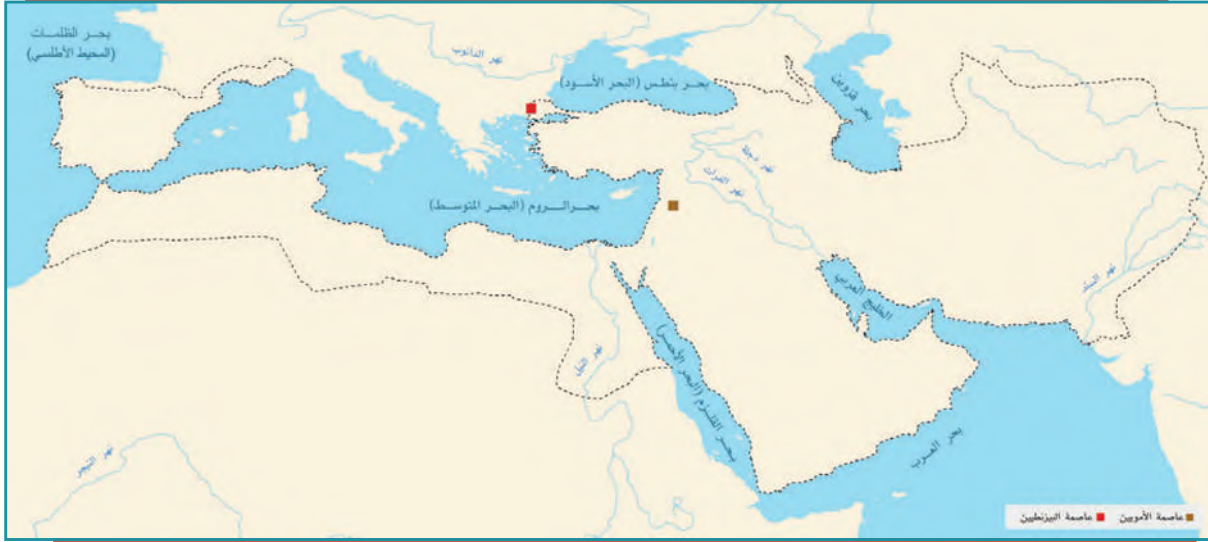 بحر الظلمات
(المحيط الأطلسي)
نهر الدانوب
بحر بنطس (البحر الأسود)
بحر قزوين
نهر دجلة
نهر الفرات
بحر الروم (البحر المتوسط)
الخليج العربي
نهر السند
نهر النيل
بحر القلزم (البحر الأحمر)
بحر العرب
نهر النيجر
عاصمة الأمويين
عاصمة البيزنطيين